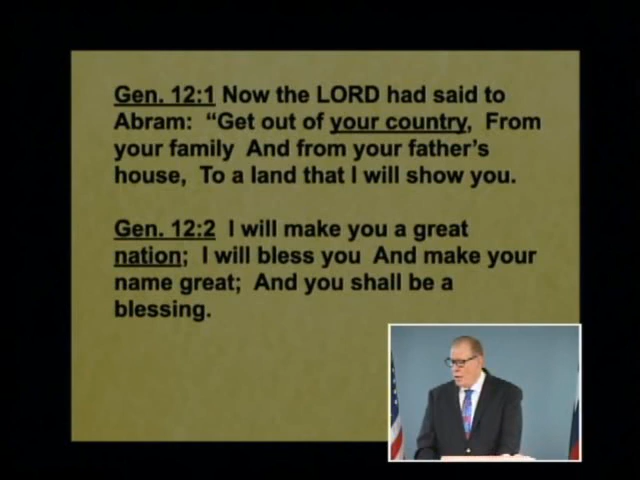 Gen. 12:1 Now the LORD had said to
Abram:  “Get out of your country,  From
your family  And from your father’s
house,  To a land that I will show you.
Gen. 12:2  I will make you a great
nation;  I will bless you  And make your
name great;  And you shall be a
blessing.